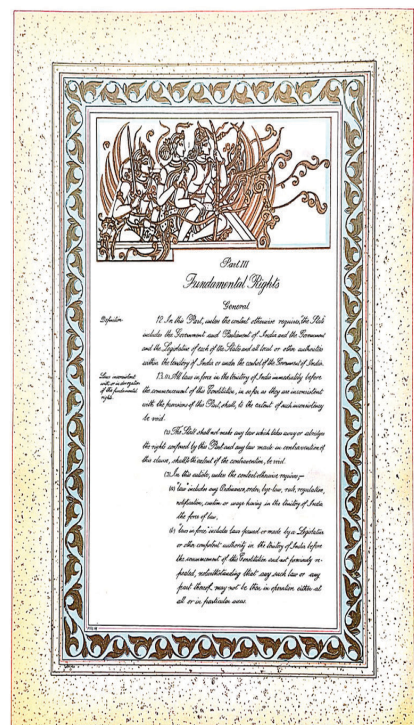 Part III
Fundamental Rights
General
Definition.
12. In this Part, unless the context otherwise requires, "the State"
includes the Government and Parliament of India and the Government
and the Legislature of each of the States and all local or other authorities
within the territory of India or under the control of the Government of India.
Laws inconsistent
with or in derogation
of the fundamental
rights.
13. (1) All laws in force in the territory of India immediately before
the commencement of this Constitution, in so far as they are inconsistent
with the provisions of this Part, shall, to the extent of such inconsistency,
be void.
(2) The State shall not make any law which takes away or abridges
the right conferred by this Part and any law made in contravention of
this clause, shall, to the extent of the contravention, be void.
(3) In this article, unless the context otherwise requires,—
(a) "law" includes any Ordinance, order, bye-law, rule, regulation,
notification, custom or usage having in the territory of India
the force of law;
(b) "laws in force" includes laws passed or made by a Legislature
or other competent authority in the territory of India before
the commencement of this Constitution and not previously re-
pealed, notwithstanding that any such law or any
part thereof may not be then in operation either at
all or in particular areas.